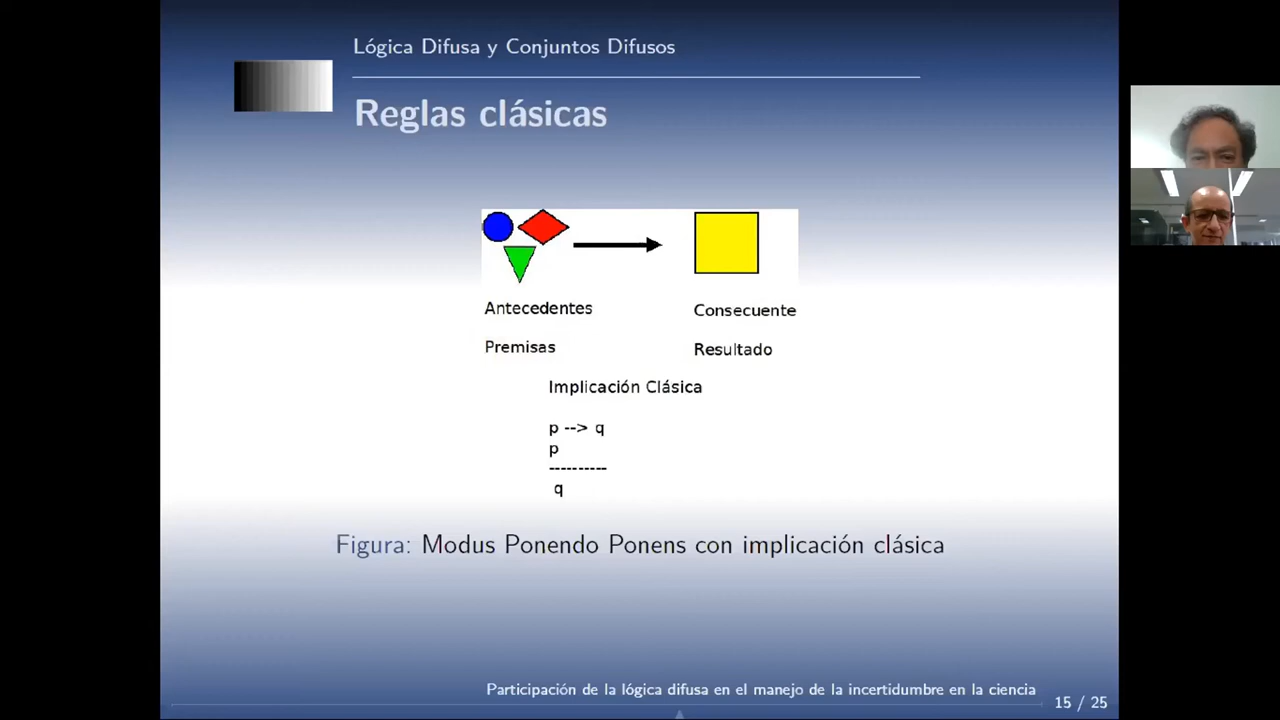 Lógica Difusa y Conjuntos Difusos
Reglas clásicas
Antecedentes
Consecuente
Premisas
Resultado
Implicación Clásica
p --> q
p
----------
q
Figura: Modus Ponendo Ponens con implicación clásica
Participación de la lógica difusa en el manejo de la incertidumbre en la ciencia
15 / 25